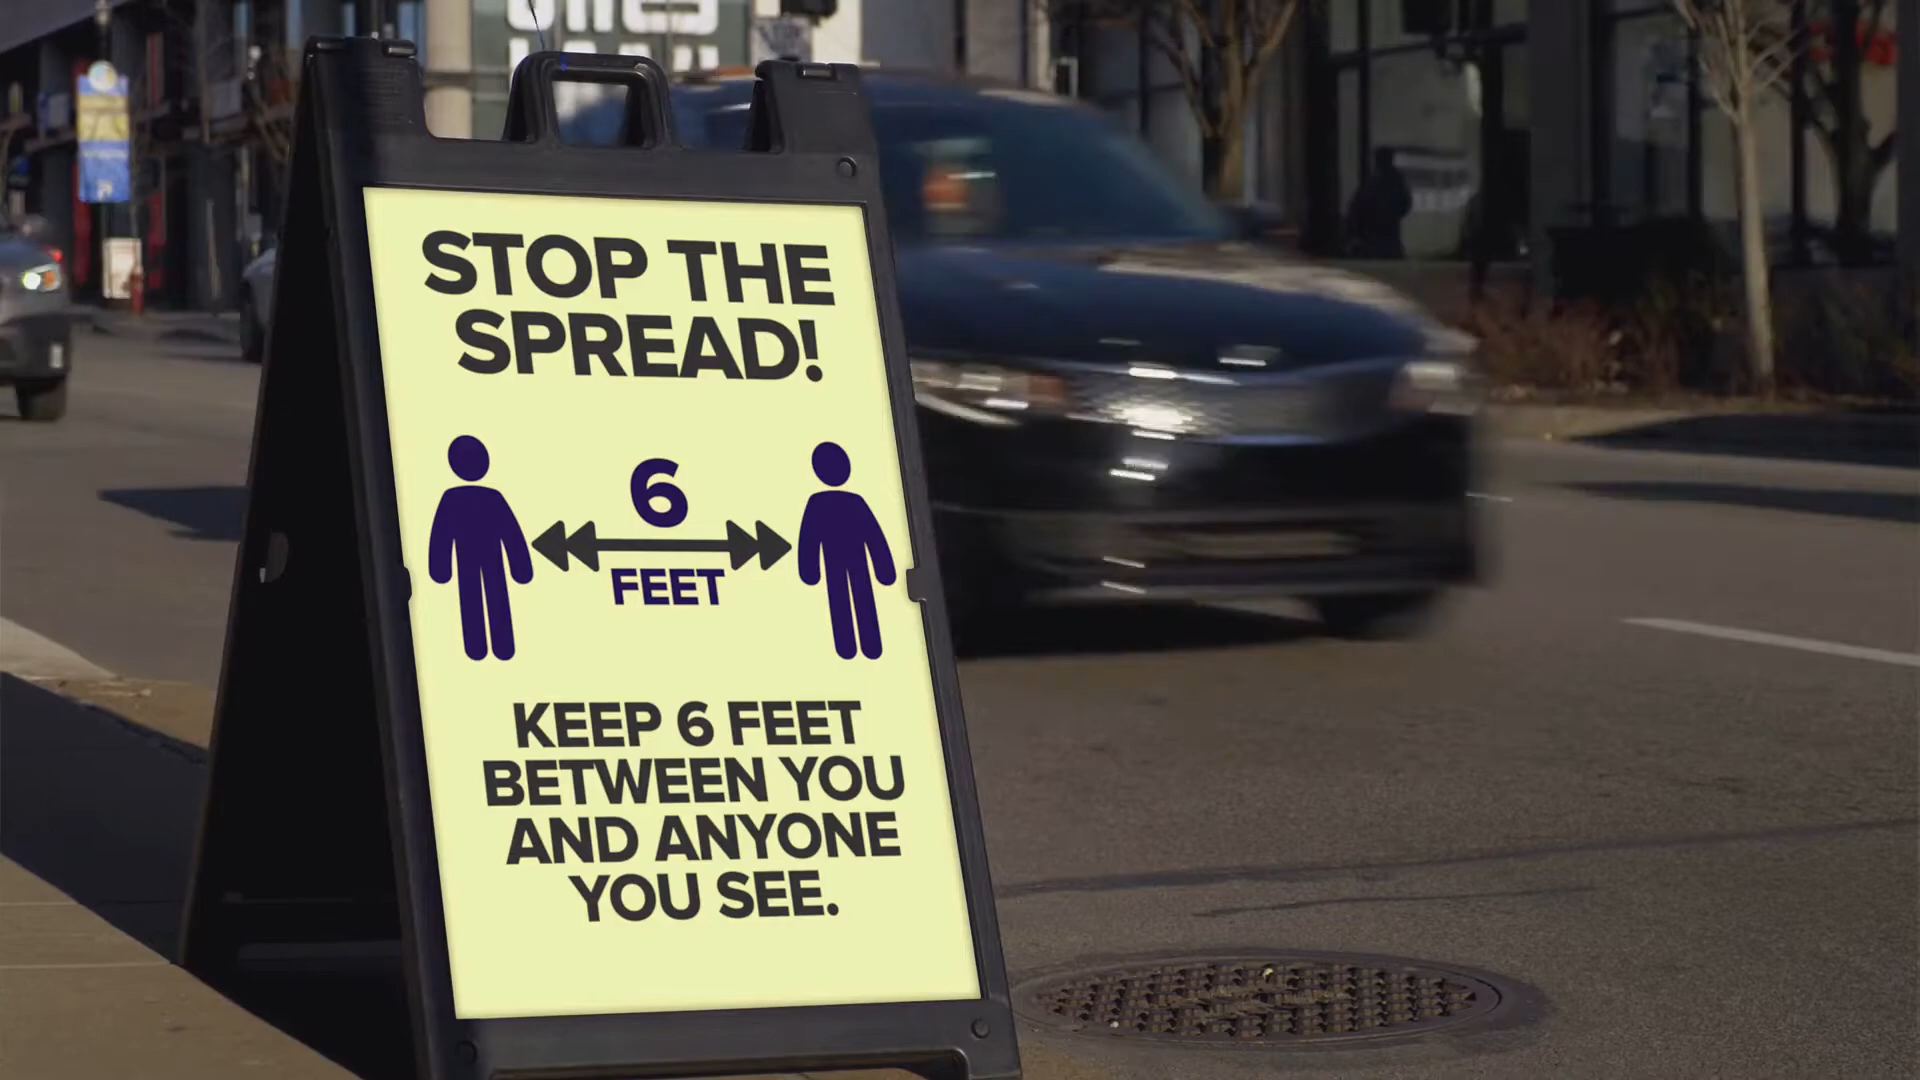 STOP THE
SPREAD!
6
FEET
KEEP 6 FEET
BETWEEN YOU
AND ANYONE
YOU SEE.